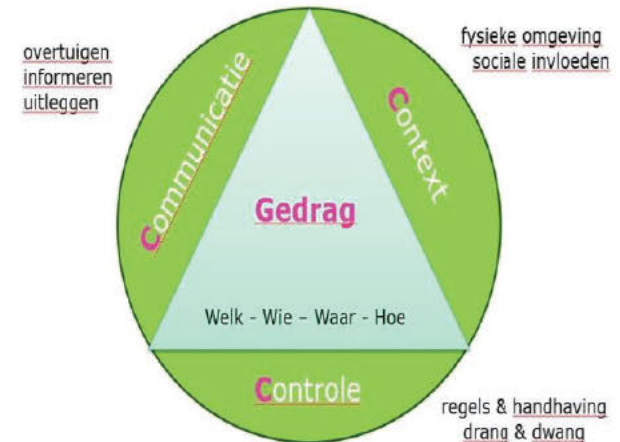 overtuigen
informeren
uitleggen
fysieke omgeving
sociale invloeden
Communicatie
Context
Gedrag
Welk - Wie – Waar - Hoe
Controle
regels & handhaving
drang & dwang